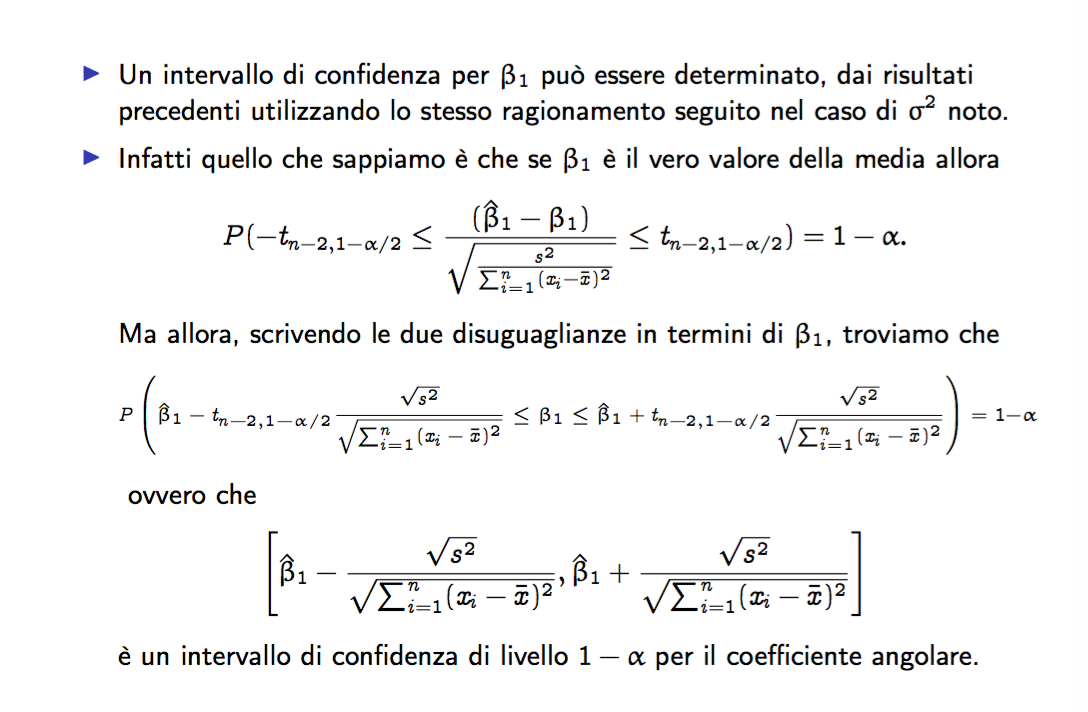 ▶ Un intervallo di confidenza per β₁ può essere determinato, dai risultati
precedenti utilizzando lo stesso ragionamento seguito nel caso di σ² noto.
▶ Infatti quello che sappiamo è che se β₁ è il vero valore della media allora
$P(-t_{n-2,1-\alpha/2} \leq \frac{(\hat{\beta}_1 - \beta_1)}{\sqrt{\frac{s^2}{\sum_{i=1}^{n}(x_i-\bar{x})^2}}} \leq t_{n-2,1-\alpha/2}) = 1 - \alpha.$
Ma allora, scrivendo le due disuguaglianze in termini di β₁, troviamo che
$P\left(\hat{\beta}_1 - t_{n-2,1-\alpha/2}\frac{\sqrt{s^2}}{\sqrt{\sum_{i=1}^{n}(x_i-\bar{x})^2}} \leq \beta_1 \leq \hat{\beta}_1 + t_{n-2,1-\alpha/2}\frac{\sqrt{s^2}}{\sqrt{\sum_{i=1}^{n}(x_i-\bar{x})^2}}\right) = 1-\alpha$
ovvero che
$\left[\hat{\beta}_1 - \frac{\sqrt{s^2}}{\sqrt{\sum_{i=1}^{n}(x_i-\bar{x})^2}}, \hat{\beta}_1 + \frac{\sqrt{s^2}}{\sqrt{\sum_{i=1}^{n}(x_i-\bar{x})^2}}\right]$
è un intervallo di confidenza di livello 1 − α per il coefficiente angolare.